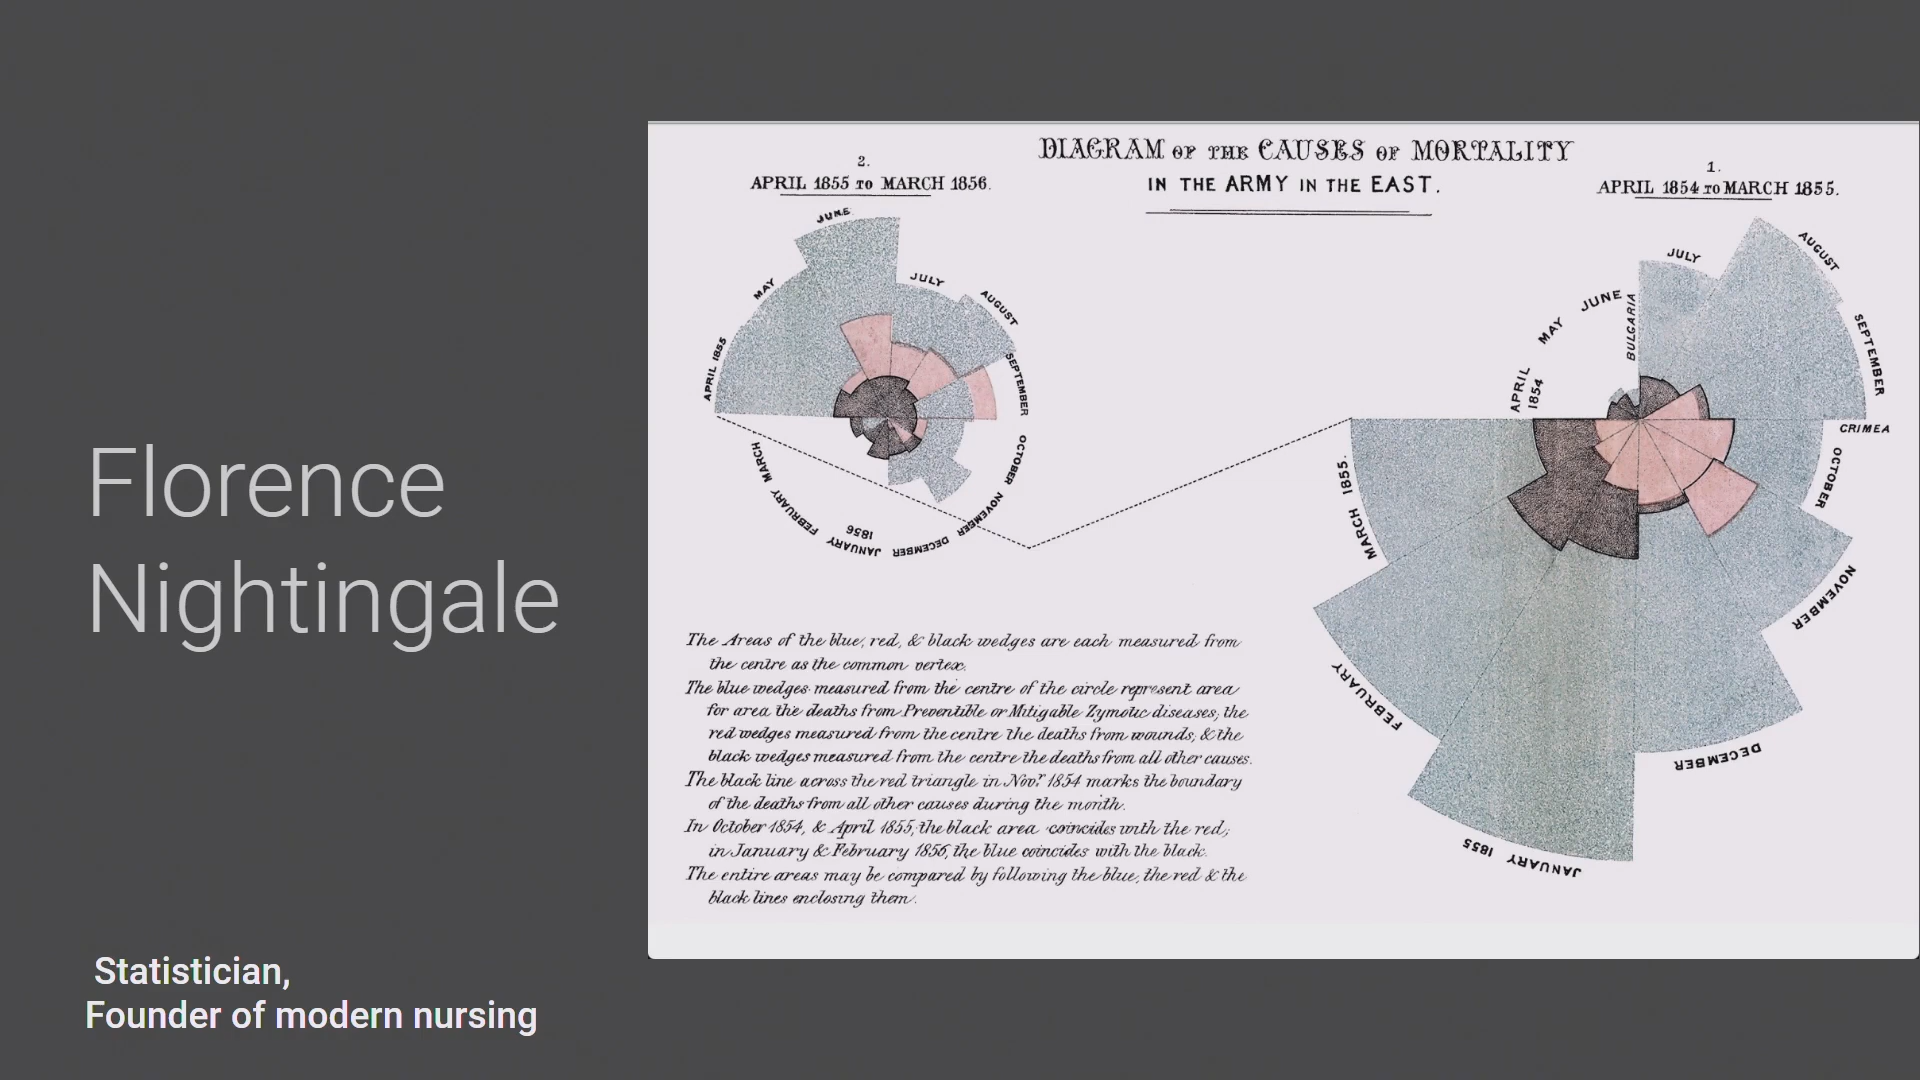 Florence
Nightingale
Statistician,
Founder of modern nursing
DIAGRAM OF THE CAUSES OF MORTALITY
IN THE ARMY IN THE EAST.
2.
APRIL 1855 TO MARCH 1856.
1.
APRIL 1854 TO MARCH 1855.
APRIL 1855
MAY
JUNE
JULY
AUGUST
SEPTEMBER
OCTOBER
NOVEMBER
DECEMBER
JANUARY 1856
FEBRUARY
MARCH
APRIL
1854
MAY
JUNE
BULGARIA
JULY
AUGUST
SEPTEMBER
CRIMEA
OCTOBER
NOVEMBER
DECEMBER
JANUARY 1855
FEBRUARY
MARCH 1855.
The Areas of the blue, red, & black wedges are each measured from
the centre as the common vertex.
The blue wedges measured from the centre of the circle represent area
for area the deaths from Preventible or Mitigable Zymotic diseases; the
red wedges measured from the centre the deaths from wounds; & the
black wedges measured from the centre the deaths from all other causes.
The black line across the red triangle in Novr. 1854 marks the boundary
of the deaths from all other causes during the month.
In October 1854, & April 1855, the black area coincides with the red;
in January & February 1856, the blue coincides with the black.
The entire areas may be compared by following the blue, the red & the
black lines enclosing them.